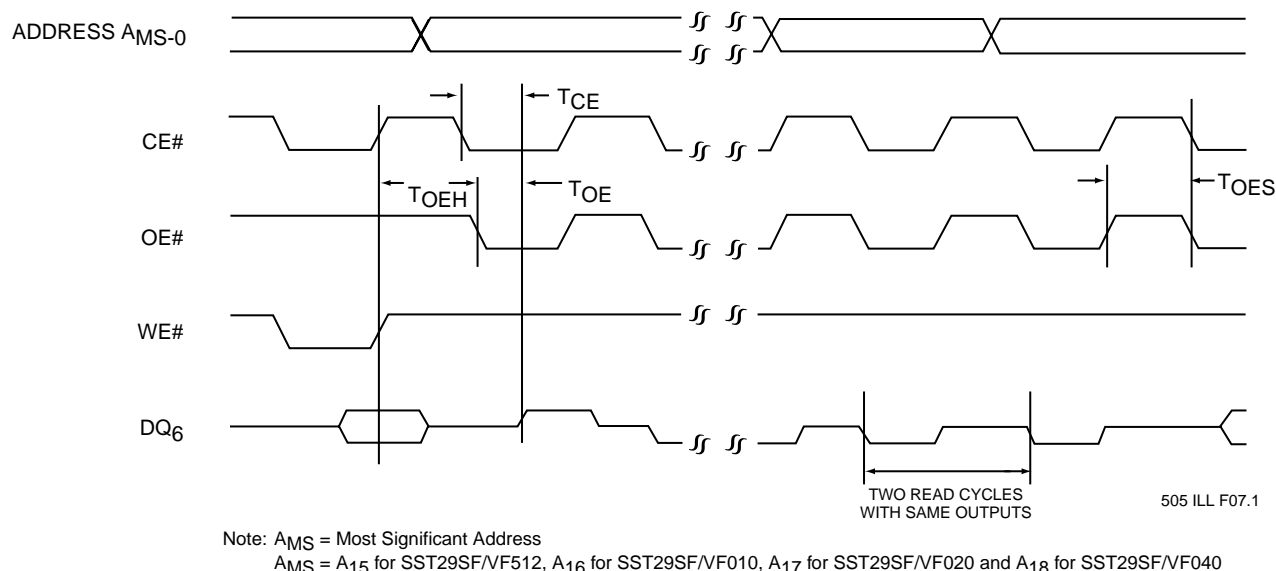 ADDRESS AMS-0
TCE
CE#
TOEH
TOE
TOES
OE#
WE#
DQ6
TWO READ CYCLES
WITH SAME OUTPUTS
505 ILL F07.1
Note: AMS = Most Significant Address
AMS = A15 for SST29SF/VF512, A16 for SST29SF/VF010, A17 for SST29SF/VF020 and A18 for SST29SF/VF040